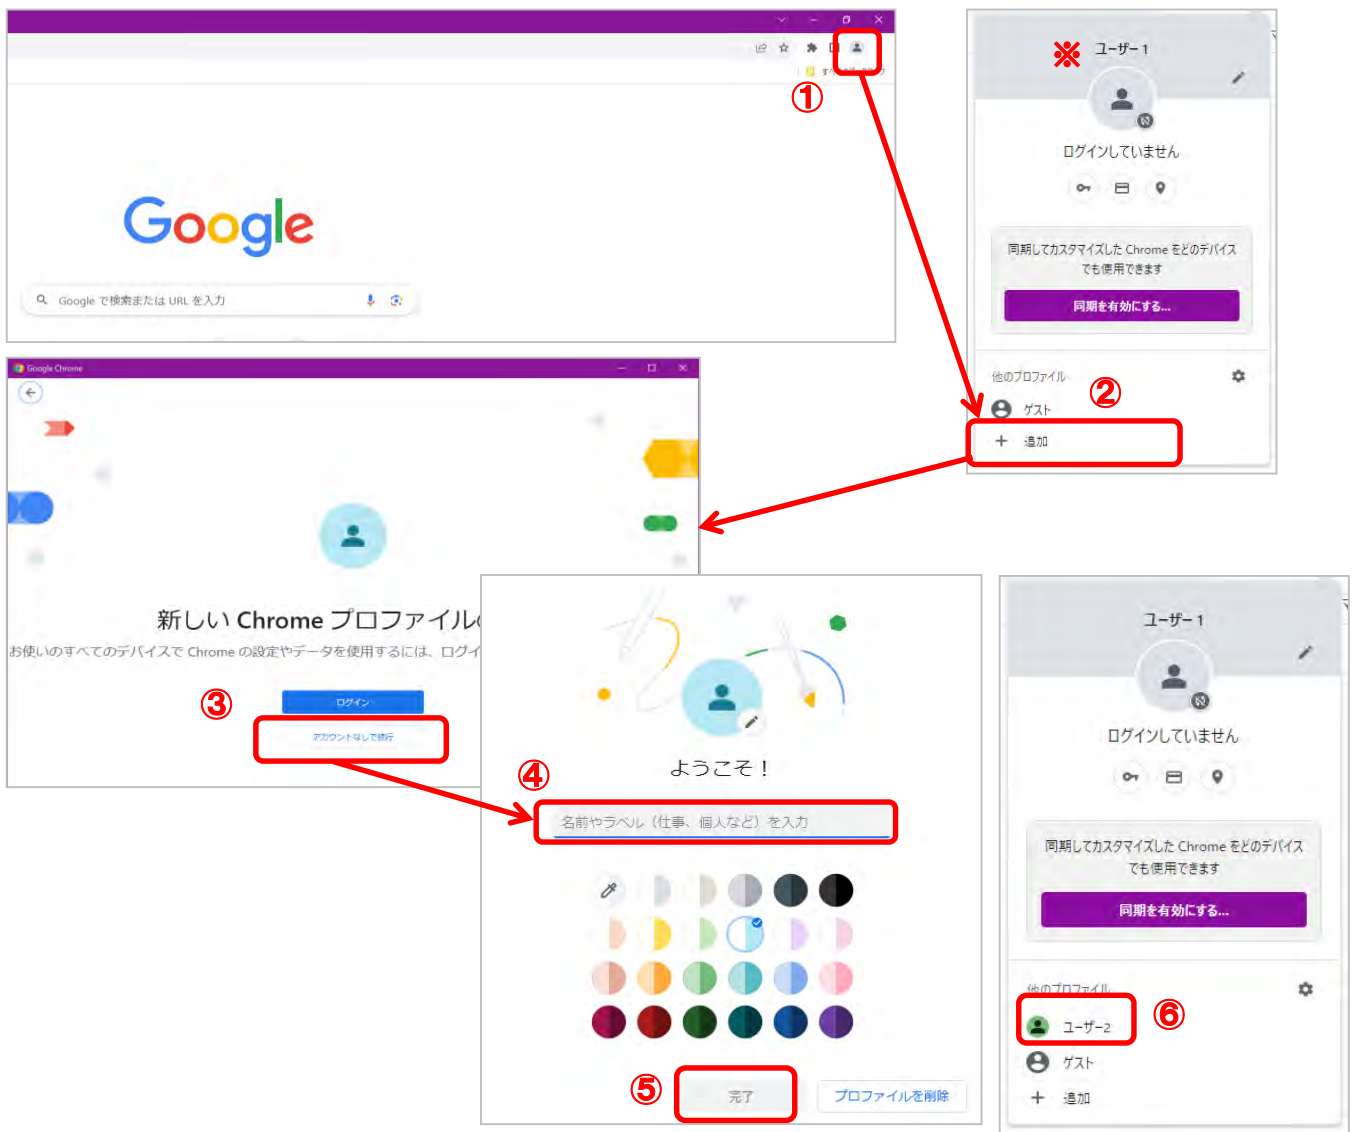 ①
Google
Google で検索または URL を入力
※
ユーザー 1
ログインしていません
同期してカスタマイズした Chrome をどのデバイス
でも使用できます
同期を有効にする...
他のプロファイル
②
ゲスト
+ 追加
Google Chrome
新しい Chrome プロファイル
お使いのすべてのデバイスで Chrome の設定やデータを使用するには、ログイ
③
ログイン
アカウントなしで続行
ようこそ！
④
名前やラベル（仕事、個人など）を入力
⑤
完了
プロファイルを削除
ユーザー 1
ログインしていません
同期してカスタマイズした Chrome をどのデバイス
でも使用できます
同期を有効にする...
他のプロファイル
⑥
ユーザー2
ゲスト
+ 追加